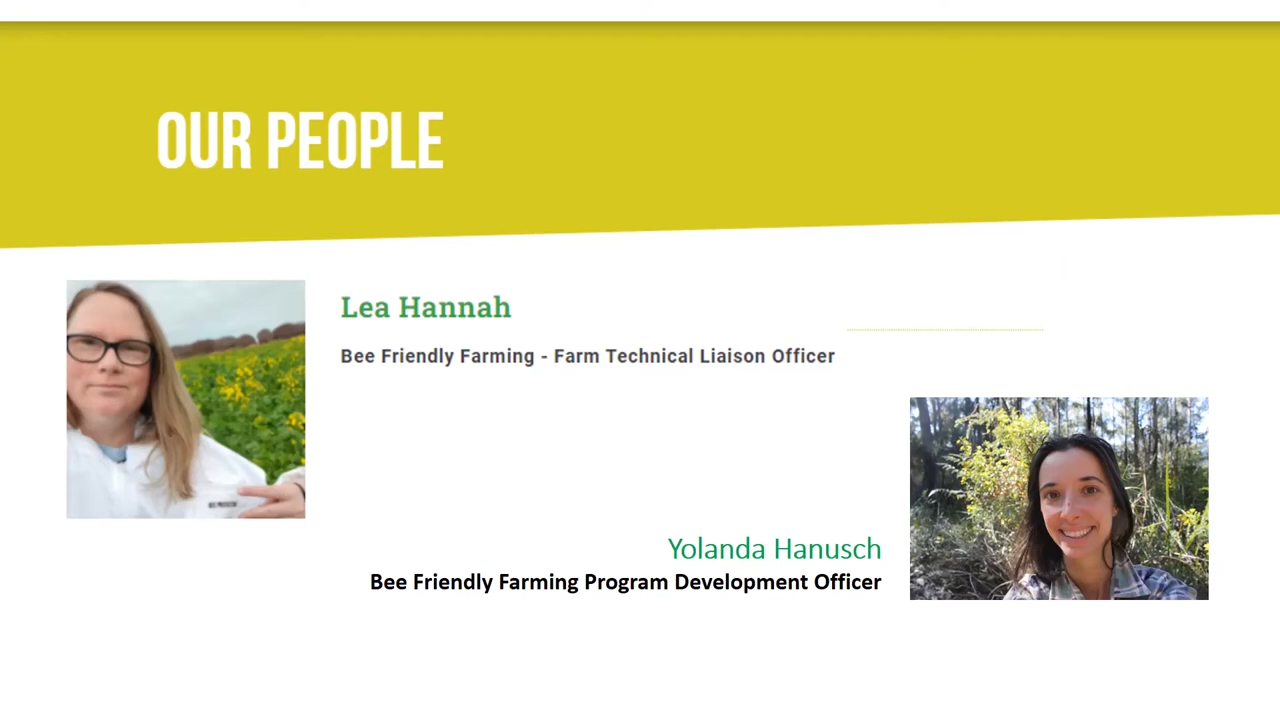 OUR PEOPLE
Lea Hannah
Bee Friendly Farming - Farm Technical Liaison Officer
Yolanda Hanusch
Bee Friendly Farming Program Development Officer